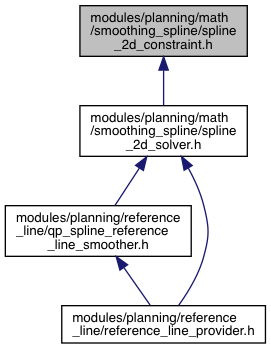 modules/planning/math
/smoothing_spline/spline
_2d_constraint.h
modules/planning/math
/smoothing_spline/spline
_2d_solver.h
modules/planning/reference
_line/qp_spline_reference
_line_smoother.h
modules/planning/reference
_line/reference_line_provider.h